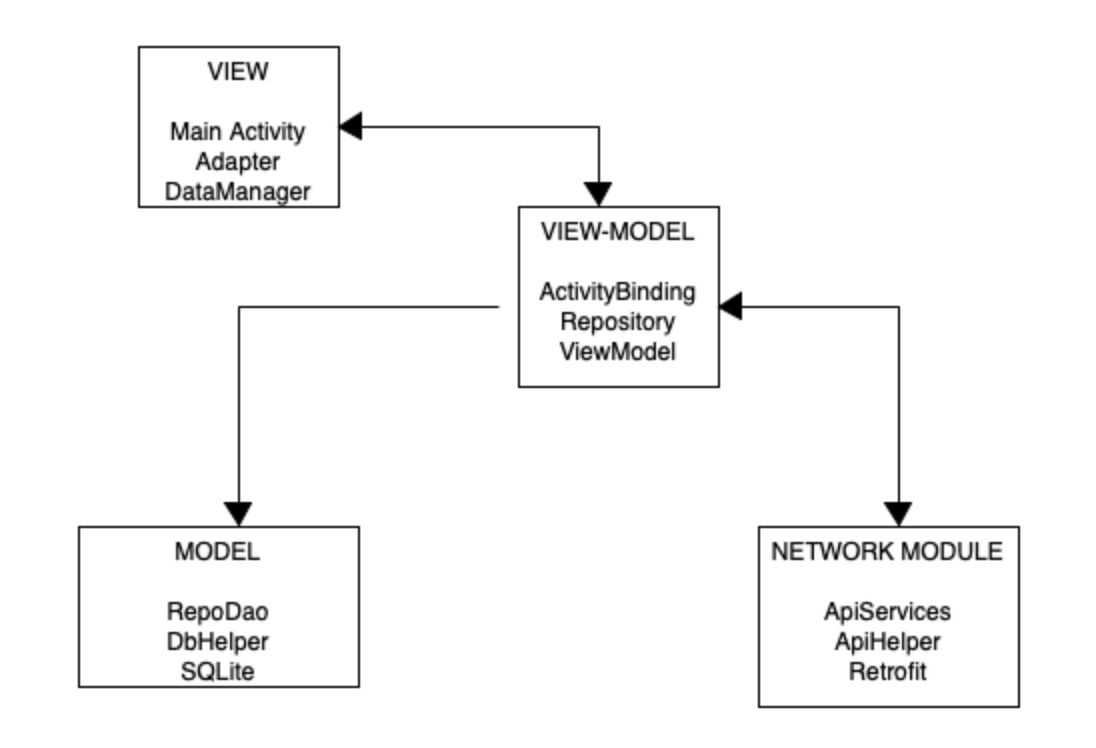 VIEW
Main Activity
Adapter
DataManager
VIEW-MODEL
ActivityBinding
Repository
ViewModel
MODEL
RepoDao
DbHelper
SQLite
NETWORK MODULE
ApiServices
ApiHelper
Retrofit